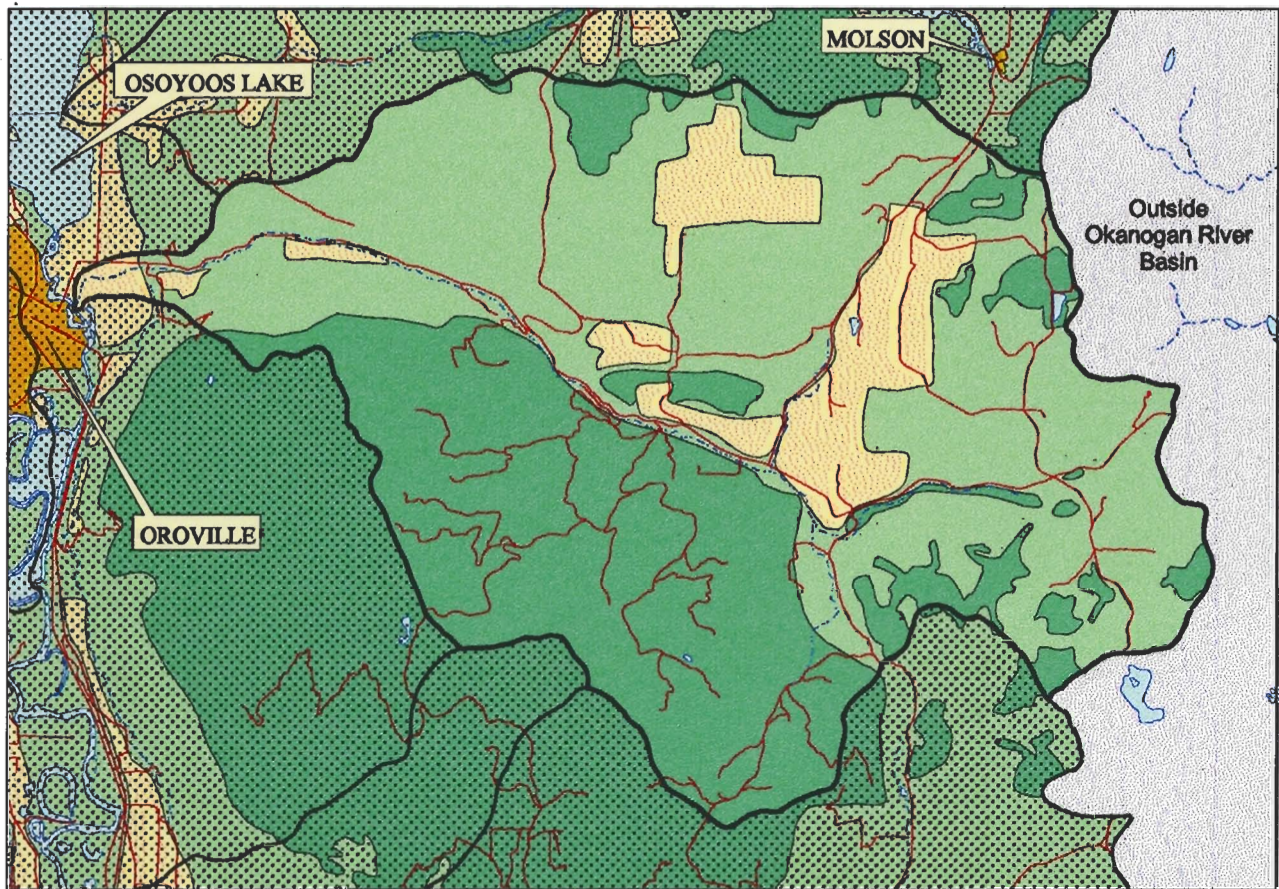 MOLSON
OSOYOOS LAKE
Outside
Okanogan River
Basin
OROVILLE